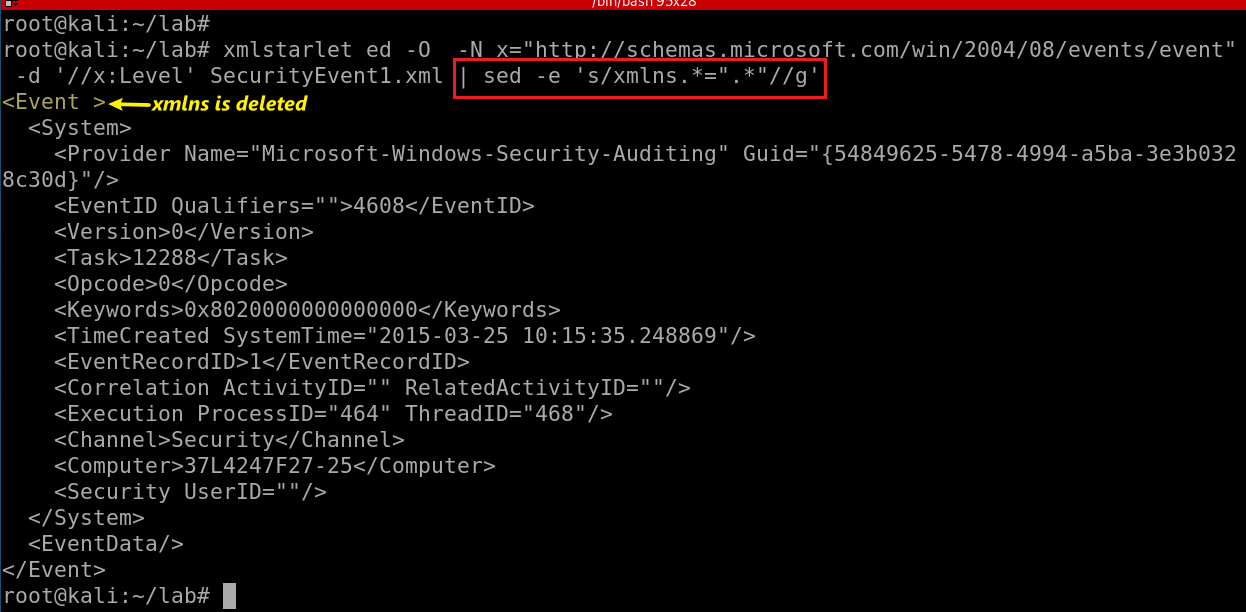 /bin/bash 95x28
root@kali:~/lab#
root@kali:~/lab# xmlstarlet ed -O  -N x="http://schemas.microsoft.com/win/2004/08/events/event"
 -d '//x:Level' SecurityEvent1.xml | sed -e 's/xmlns.*=".*"//g'
<Event > xmlns is deleted
  <System>
    <Provider Name="Microsoft-Windows-Security-Auditing" Guid="{54849625-5478-4994-a5ba-3e3b032
8c30d}"/>
    <EventID Qualifiers="">4608</EventID>
    <Version>0</Version>
    <Task>12288</Task>
    <Opcode>0</Opcode>
    <Keywords>0x8020000000000000</Keywords>
    <TimeCreated SystemTime="2015-03-25 10:15:35.248869"/>
    <EventRecordID>1</EventRecordID>
    <Correlation ActivityID="" RelatedActivityID=""/>
    <Execution ProcessID="464" ThreadID="468"/>
    <Channel>Security</Channel>
    <Computer>37L4247F27-25</Computer>
    <Security UserID=""/>
  </System>
  <EventData/>
</Event>
root@kali:~/lab#